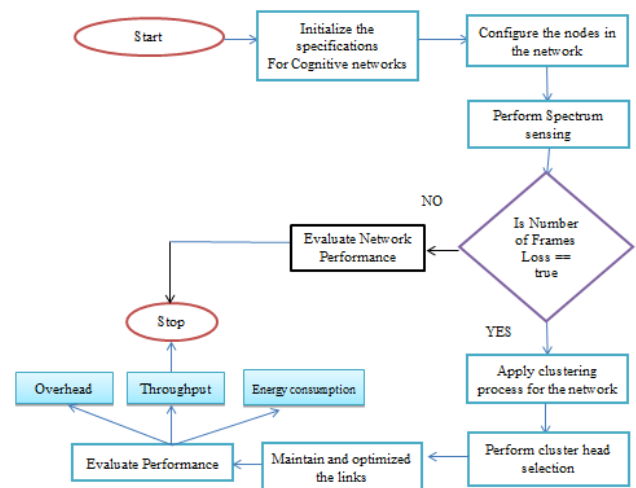 Start
Initialize the
specifications
For Cognitive networks
Configure the nodes in
the network
Perform Spectrum
sensing
Is Number
of Frames
Loss ==
true
NO
Evaluate Network
Performance
Stop
YES
Apply clustering
process for the network
Perform cluster head
selection
Maintain and optimized
the links
Evaluate Performance
Overhead
Throughput
Energy consumption